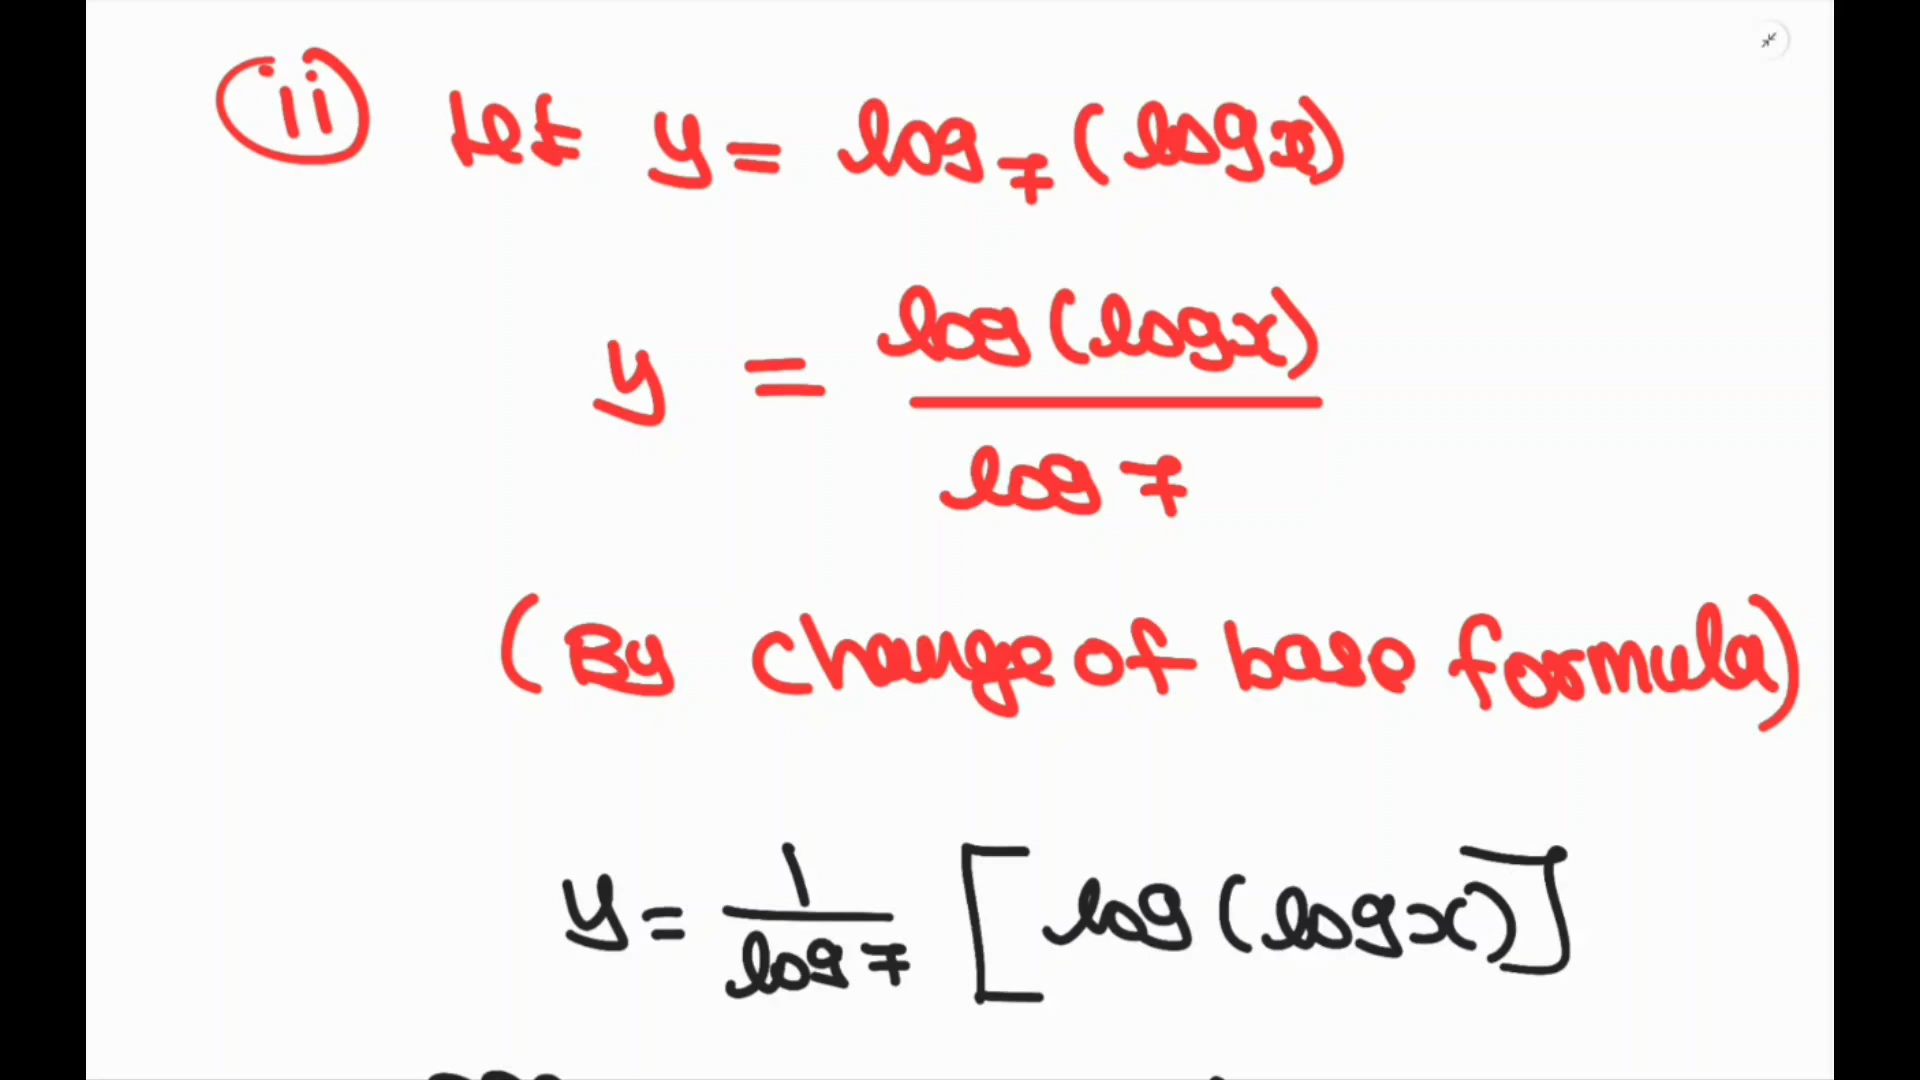 ii Let y = log₇(log x)
y = log(log x)
log 7
(By change of base formula)
y = 1/log 7 [log(log x)]